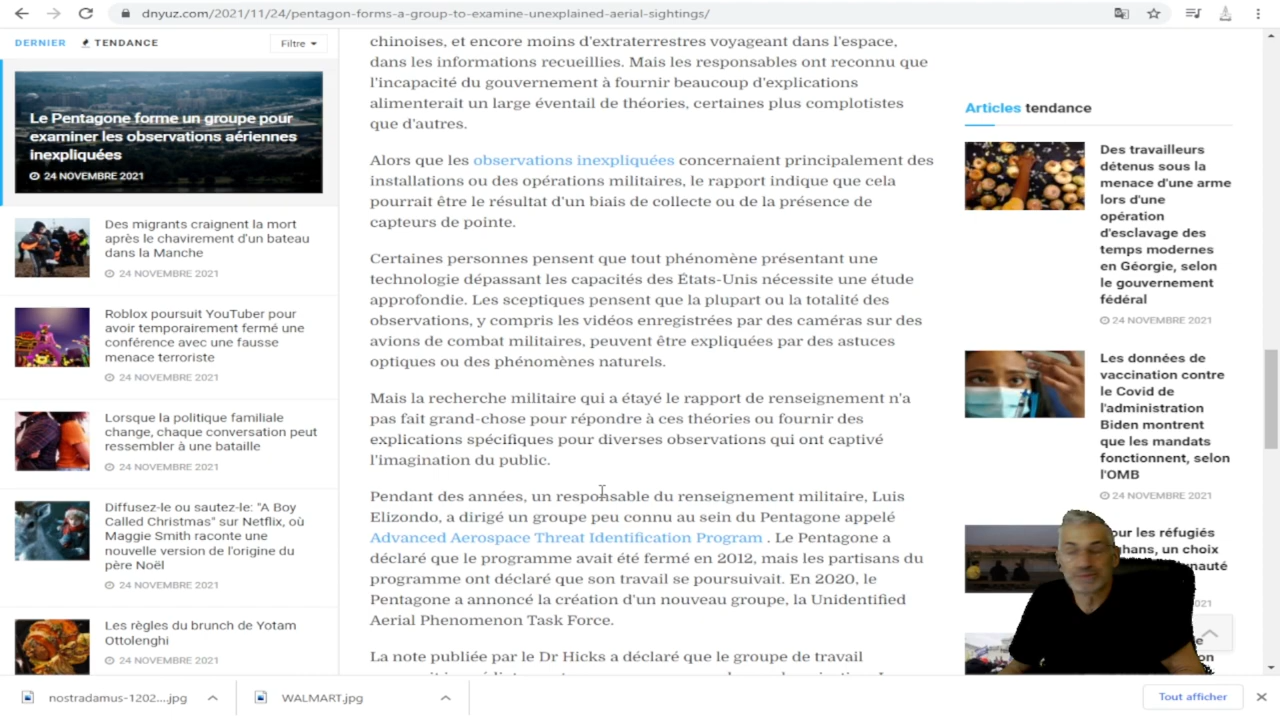 dnyuz.com/2021/11/24/pentagon-forms-a-group-to-examine-unexplained-aerial-sightings/
DERNIER
TENDANCE
Filtre
Le Pentagone forme un groupe pour
examiner les observations aériennes
inexpliquées
24 NOVEMBRE 2021
Des migrants craignent la mort
après le chavirement d'un bateau
dans la Manche
24 NOVEMBRE 2021
Roblox poursuit YouTuber pour
avoir temporairement fermé une
conférence avec une fausse
menace terroriste
24 NOVEMBRE 2021
Lorsque la politique familiale
change, chaque conversation peut
ressembler à une bataille
24 NOVEMBRE 2021
Diffusez-le ou sautez-le: "A Boy
Called Christmas" sur Netflix, où
Maggie Smith raconte une
nouvelle version de l'origine du
père Noël
24 NOVEMBRE 2021
Les règles du brunch de Yotam
Ottolenghi
24 NOVEMBRE 2021
chinoises, et encore moins d'extraterrestres voyageant dans l'espace,
dans les informations recueillies. Mais les responsables ont reconnu que
l'incapacité du gouvernement à fournir beaucoup d'explications
alimenterait un large éventail de théories, certaines plus complotistes
que d'autres.
Alors que les observations inexpliquées concernaient principalement des
installations ou des opérations militaires, le rapport indique que cela
pourrait être le résultat d'un biais de collecte ou de la présence de
capteurs de pointe.
Certaines personnes pensent que tout phénomène présentant une
technologie dépassant les capacités des États-Unis nécessite une étude
approfondie. Les sceptiques pensent que la plupart ou la totalité des
observations, y compris les vidéos enregistrées par des caméras sur des
avions de combat militaires, peuvent être expliquées par des astuces
optiques ou des phénomènes naturels.
Mais la recherche militaire qui a étayé le rapport de renseignement n'a
pas fait grand-chose pour répondre à ces théories ou fournir des
explications spécifiques pour diverses observations qui ont captivé
l'imagination du public.
Pendant des années, un responsable du renseignement militaire, Luis
Elizondo, a dirigé un groupe peu connu au sein du Pentagone appelé
Advanced Aerospace Threat Identification Program . Le Pentagone a
déclaré que le programme avait été fermé en 2012, mais les partisans du
programme ont déclaré que son travail se poursuivait. En 2020, le
Pentagone a annoncé la création d'un nouveau groupe, la Unidentified
Aerial Phenomenon Task Force.
La note publiée par le Dr Hicks a déclaré que le groupe de travail
Articles tendance
Des travailleurs
détenus sous la
menace d'une arme
lors d'une
opération
d'esclavage des
temps modernes
en Géorgie, selon
le gouvernement
fédéral
24 NOVEMBRE 2021
Les données de
vaccination contre
le Covid de
l'administration
Biden montrent
que les mandats
fonctionnent, selon
l'OMB
24 NOVEMBRE 2021
our les réfugiés
hans, un choix
nauté
021
nostradamus-1202....jpg
WALMART.jpg
Tout afficher